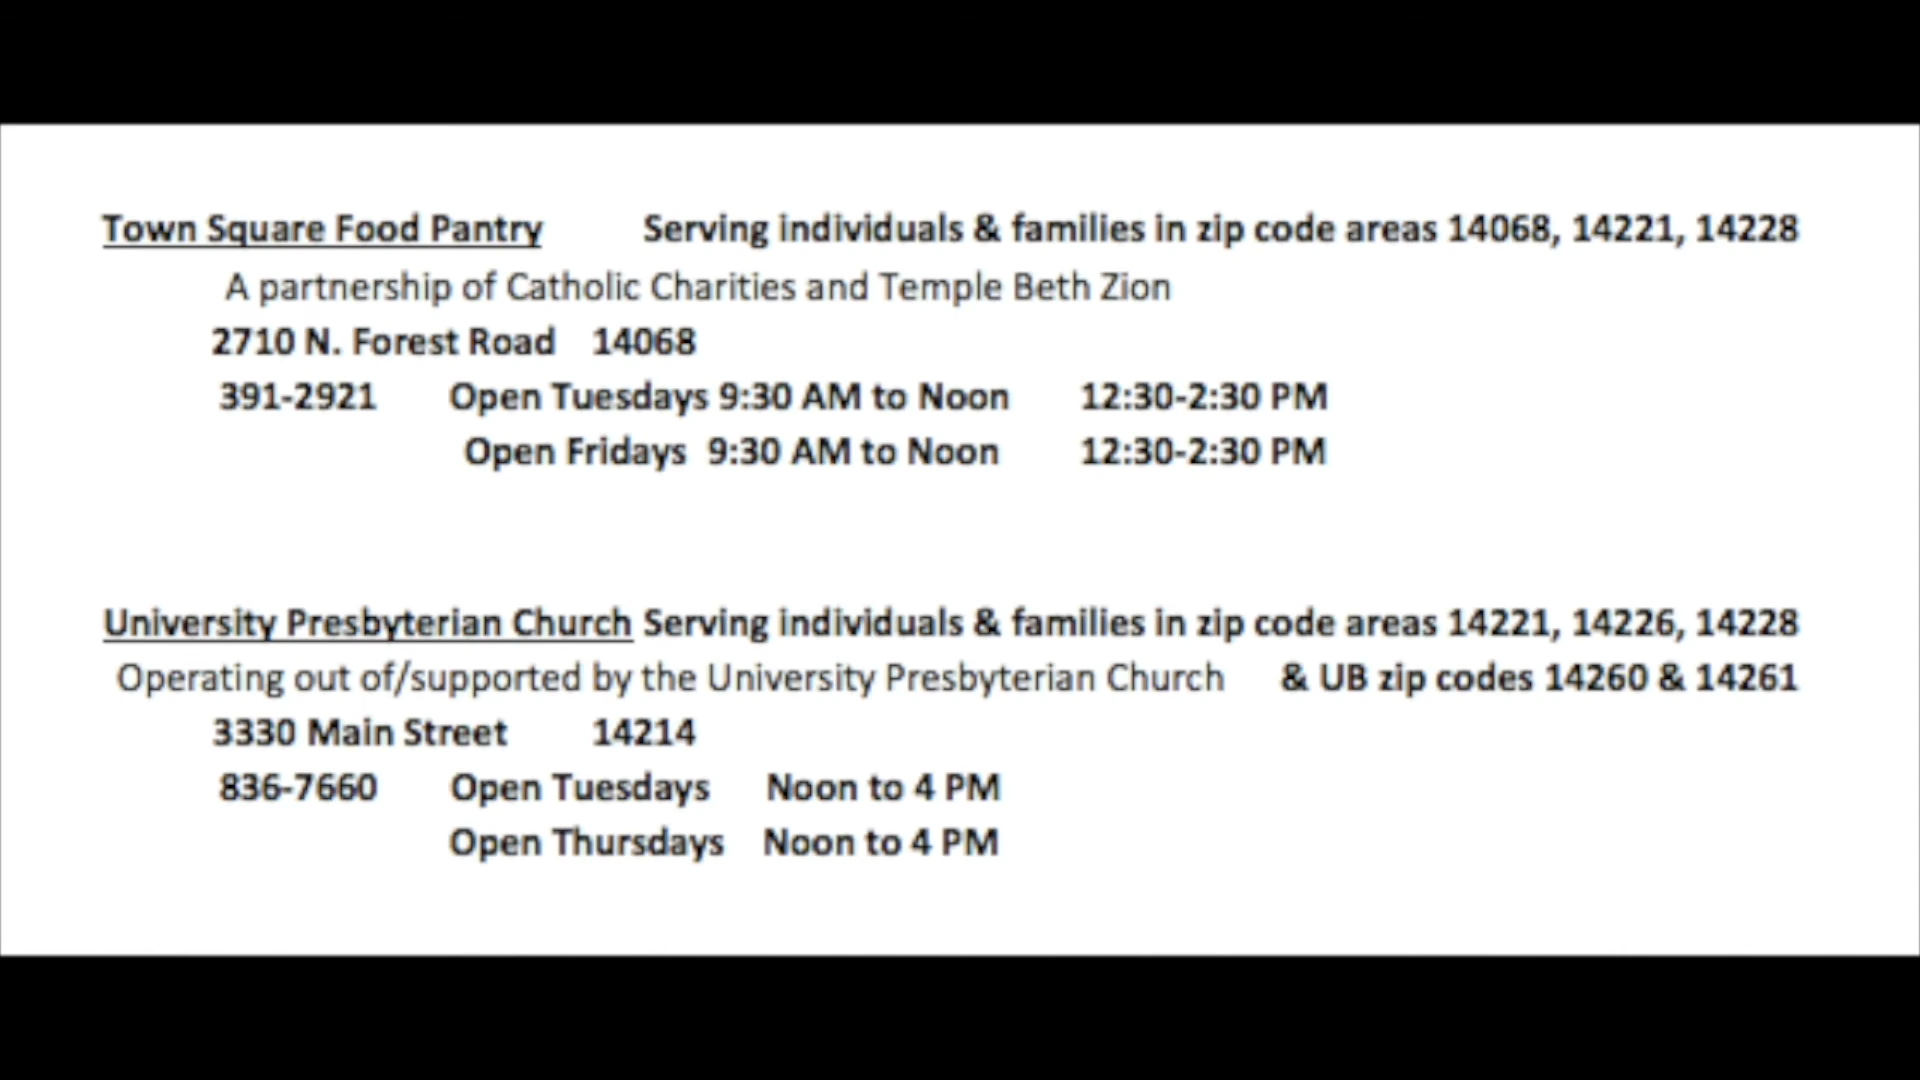 Town Square Food Pantry Serving individuals & families in zip code areas 14068, 14221, 14228
A partnership of Catholic Charities and Temple Beth Zion
2710 N. Forest Road 14068
391-2921 Open Tuesdays 9:30 AM to Noon 12:30-2:30 PM
Open Fridays 9:30 AM to Noon 12:30-2:30 PM
University Presbyterian Church Serving individuals & families in zip code areas 14221, 14226, 14228
Operating out of/supported by the University Presbyterian Church & UB zip codes 14260 & 14261
3330 Main Street 14214
836-7660 Open Tuesdays Noon to 4 PM
Open Thursdays Noon to 4 PM